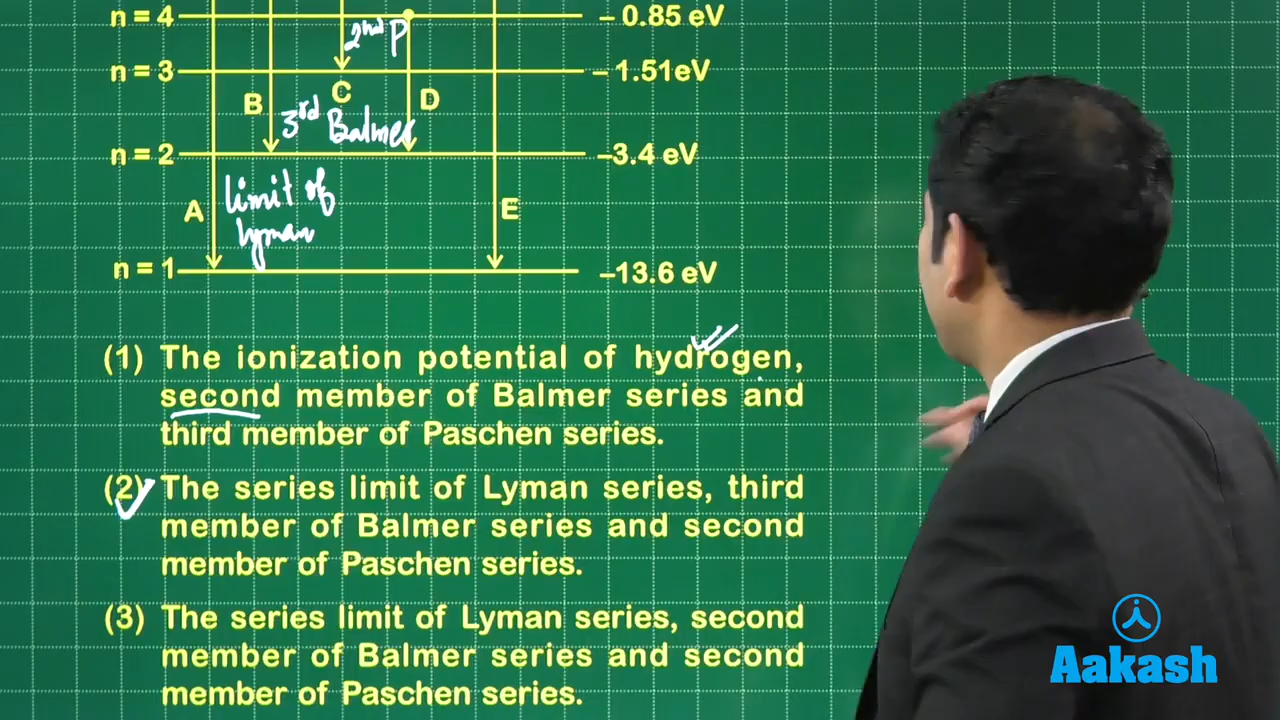 n = 4
– 0.85 eV
2nd P
n = 3
– 1.51eV
C
B
D
3rd Balmer
n = 2
–3.4 eV
limit of
A
E
lyman
n = 1
–13.6 eV
(1) The ionization potential of hydrogen,
second member of Balmer series and
third member of Paschen series.
(2) The series limit of Lyman series, third
member of Balmer series and second
member of Paschen series.
(3) The series limit of Lyman series, second
member of Balmer series and second
member of Paschen series.
Aakash